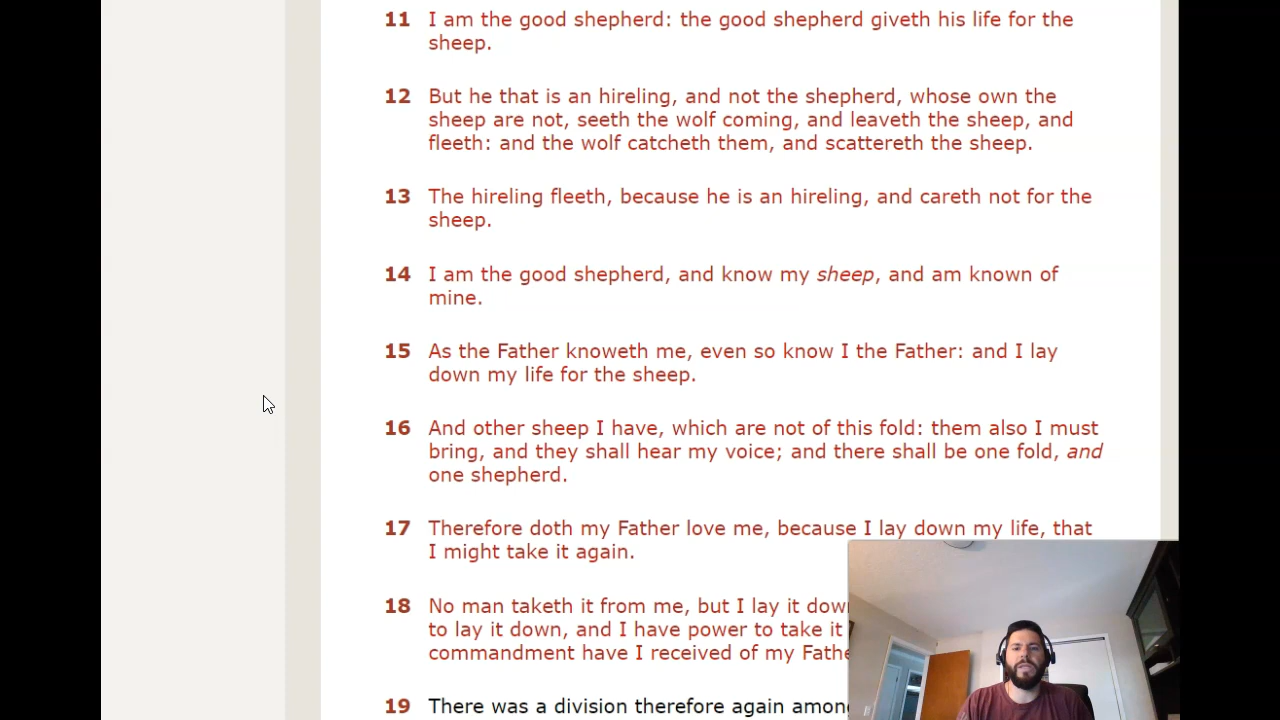 11 I am the good shepherd: the good shepherd giveth his life for the
sheep.
12 But he that is an hireling, and not the shepherd, whose own the
sheep are not, seeth the wolf coming, and leaveth the sheep, and
fleeth: and the wolf catcheth them, and scattereth the sheep.
13 The hireling fleeth, because he is an hireling, and careth not for the
sheep.
14 I am the good shepherd, and know my sheep, and am known of
mine.
15 As the Father knoweth me, even so know I the Father: and I lay
down my life for the sheep.
16 And other sheep I have, which are not of this fold: them also I must
bring, and they shall hear my voice; and there shall be one fold, and
one shepherd.
17 Therefore doth my Father love me, because I lay down my life, that
I might take it again.
18 No man taketh it from me, but I lay it
to lay it down, and I have power to take it
commandment have I received of my
19 There was a division therefore again